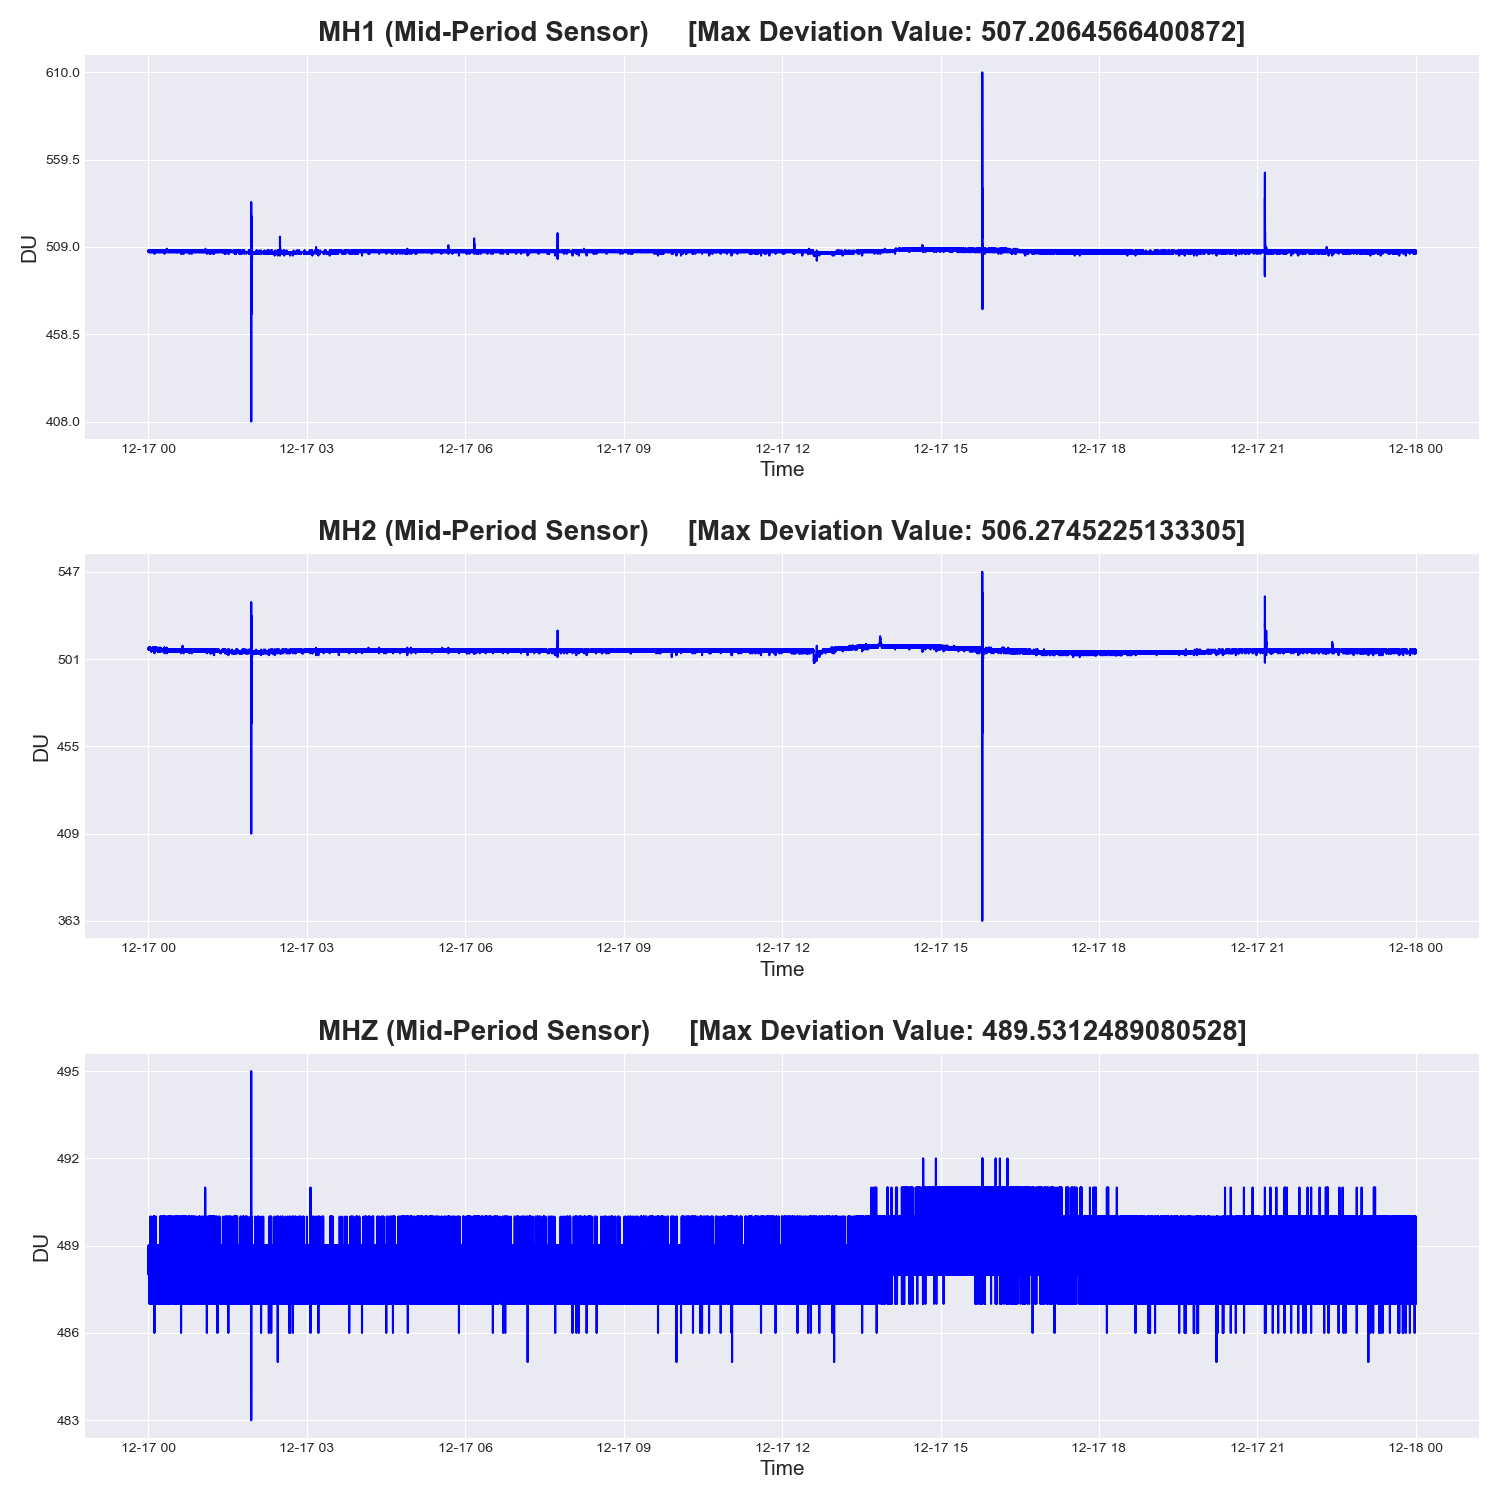 MH1 (Mid-Period Sensor) [Max Deviation Value: 507.2064566400872]
610.0
559.5
509.0
458.5
408.0
DU
12-17 00 12-17 03 12-17 06 12-17 09 12-17 12 12-17 15 12-17 18 12-17 21 12-18 00
Time
MH2 (Mid-Period Sensor) [Max Deviation Value: 506.2745225133305]
547
501
455
409
363
DU
12-17 00 12-17 03 12-17 06 12-17 09 12-17 12 12-17 15 12-17 18 12-17 21 12-18 00
Time
MHZ (Mid-Period Sensor) [Max Deviation Value: 489.5312489080528]
495
492
489
486
483
DU
12-17 00 12-17 03 12-17 06 12-17 09 12-17 12 12-17 15 12-17 18 12-17 21 12-18 00
Time